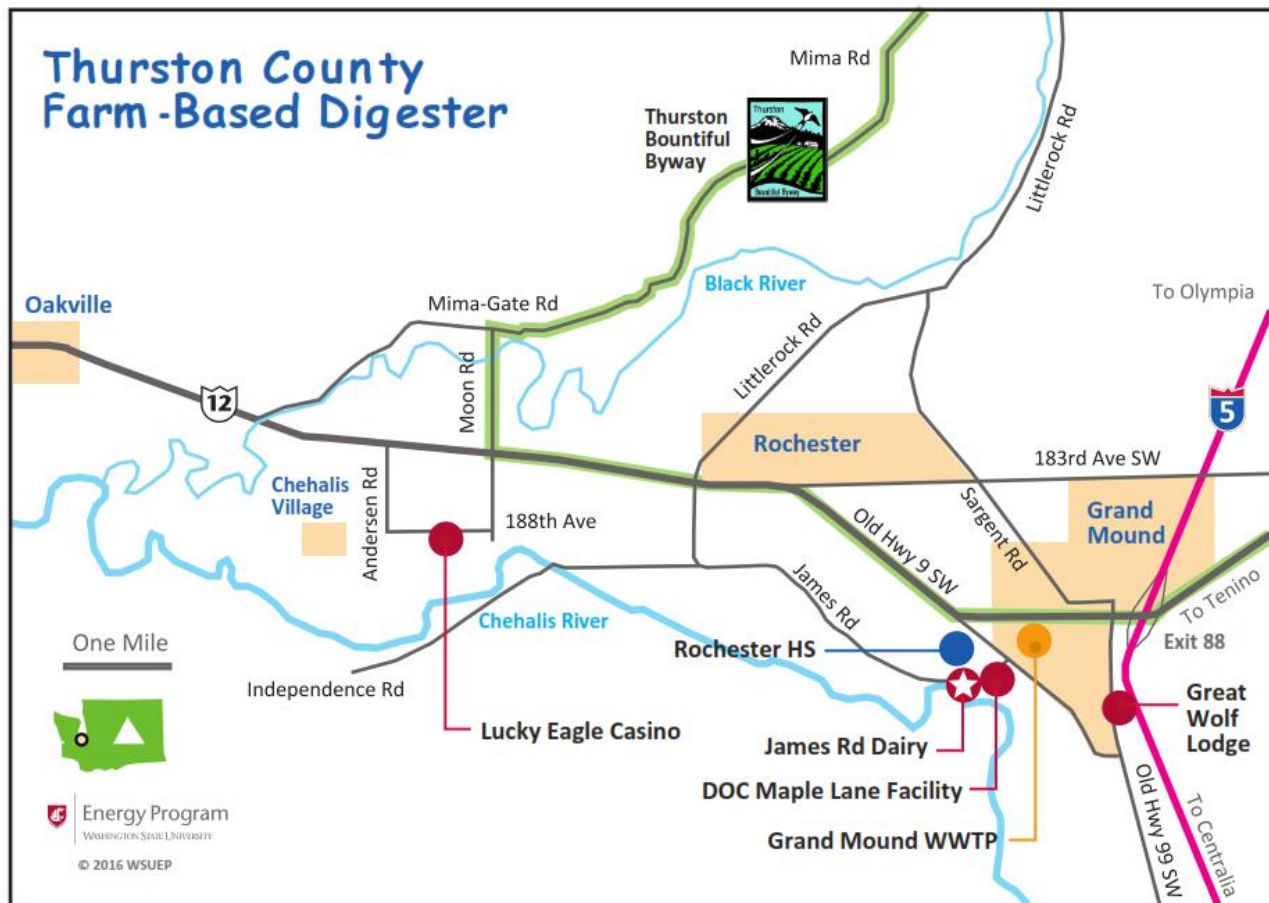 Thurston County
Farm -Based Digester
Mima Rd
Thurston
Bountiful
Byway
Thurston
Bountiful Byway
Littlerock Rd
Black River
To Olympia
Oakville
Mima-Gate Rd
12
Moon Rd
Littlerock Rd
5
Rochester
183rd Ave SW
Chehalis
Village
Andersen Rd
188th Ave
Old Hwy 9 SW
Sargent Rd
Grand
Mound
To Tenino
James Rd
Chehalis River
Exit 88
One Mile
Rochester HS
Independence Rd
Great
Wolf
Lodge
Lucky Eagle Casino
James Rd Dairy
DOC Maple Lane Facility
Old Hwy 99 SW
To Centralia
Grand Mound WWTP
Energy Program
WASHINGTON STATE UNIVERSITY
© 2016 WSUEP